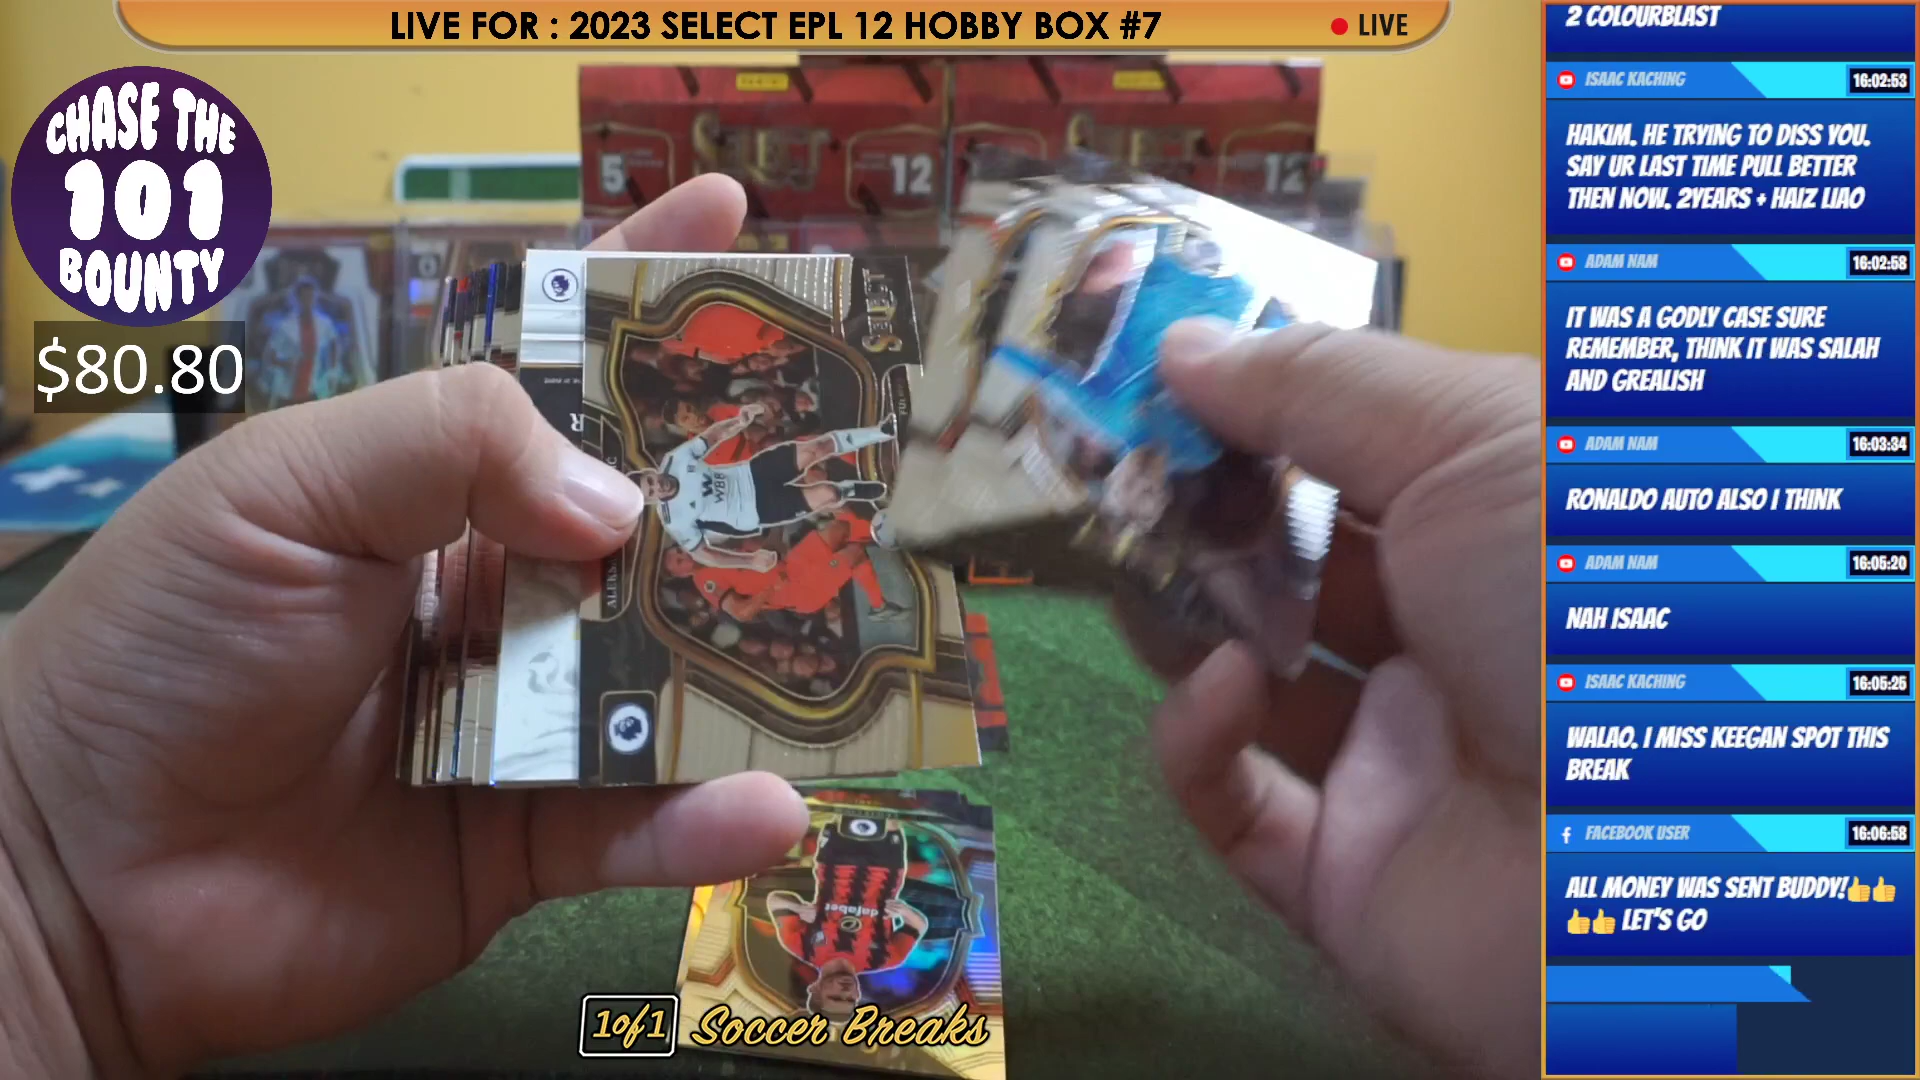 LIVE FOR : 2023 SELECT EPL 12 HOBBY BOX #7
LIVE
CHASE THE
101
BOUNTY
$80.80
5
SELECT
12
12
SELECT
W88
dafabet
1of1 Soccer Breaks
2 COLOURBLAST
ISAAC KACHING
16:02:53
HAKIM. HE TRYING TO DISS YOU.
SAY UR LAST TIME PULL BETTER
THEN NOW. 2YEARS + HAIZ LIAO
ADAM NAM
16:02:58
IT WAS A GODLY CASE SURE
REMEMBER, THINK IT WAS SALAH
AND GREALISH
ADAM NAM
16:03:34
RONALDO AUTO ALSO I THINK
ADAM NAM
16:05:20
NAH ISAAC
ISAAC KACHING
16:05:25
WALAO. I MISS KEEGAN SPOT THIS
BREAK
FACEBOOK USER
16:06:58
ALL MONEY WAS SENT BUDDY!👍👍
👍👍 LET'S GO